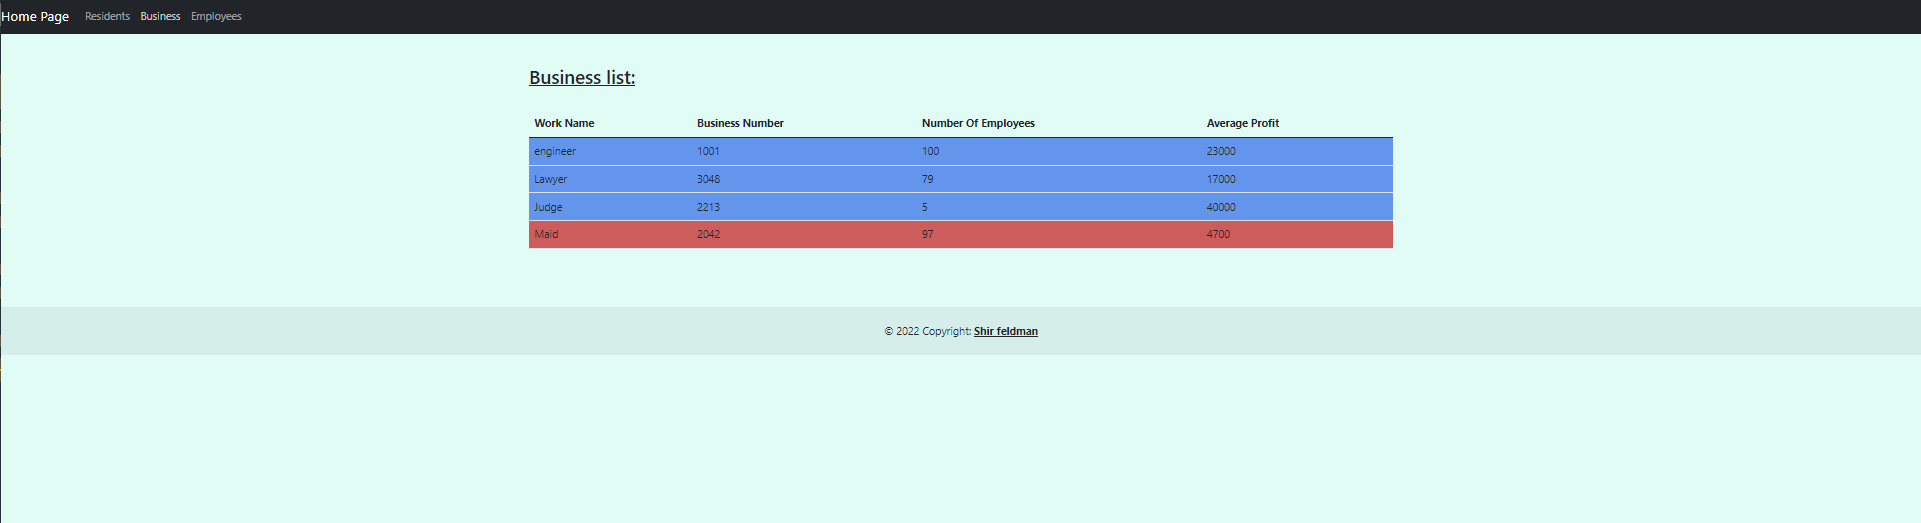 Home Page Residents Business Employees
Business list:
Work Name Business Number Number Of Employees Average Profit
engineer 1001 100 23000
Lawyer 3048 79 17000
Judge 2213 5 40000
Maid 2042 97 4700
© 2022 Copyright: Shir feldman